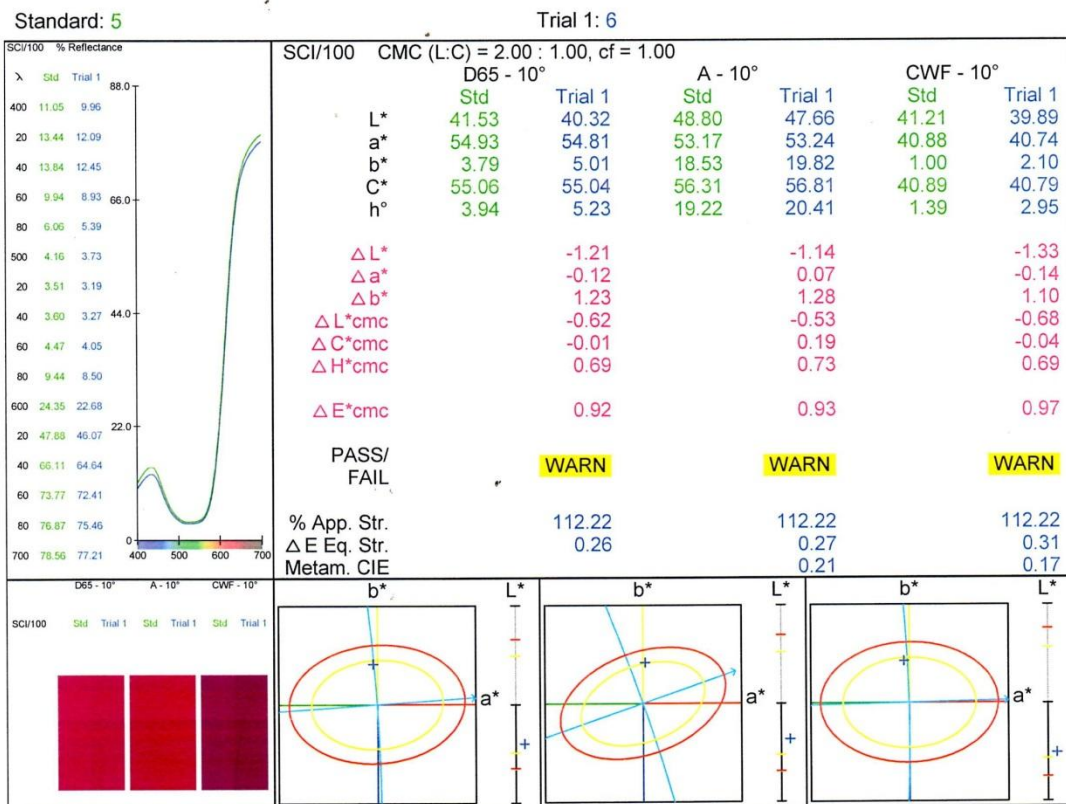 Standard: 5 Trial 1: 6
SCI/100 % Reflectance
λ Std Trial 1
400 11.05 9.96
20 13.44 12.09
40 13.84 12.45
60 9.94 8.93
80 6.06 5.39
500 4.16 3.73
20 3.51 3.19
40 3.60 3.27
60 4.47 4.05
80 9.44 8.50
600 24.35 22.68
20 47.88 46.07
40 66.11 64.64
60 73.77 72.41
80 76.87 75.46
700 78.56 77.21
88.0
66.0
44.0
22.0
0
400 500 600 700
SCI/100 CMC (L:C) = 2.00 : 1.00, cf = 1.00
D65 - 10° A - 10° CWF - 10°
Std Trial 1 Std Trial 1 Std Trial 1
L* 41.53 40.32 48.80 47.66 41.21 39.89
a* 54.93 54.81 53.17 53.24 40.88 40.74
b* 3.79 5.01 18.53 19.82 1.00 2.10
C* 55.06 55.04 56.31 56.81 40.89 40.79
h° 3.94 5.23 19.22 20.41 1.39 2.95
△ L* -1.21 -1.14 -1.33
△ a* -0.12 0.07 -0.14
△ b* 1.23 1.28 1.10
△ L*cmc -0.62 -0.53 -0.68
△ C*cmc -0.01 0.19 -0.04
△ H*cmc 0.69 0.73 0.69
△ E*cmc 0.92 0.93 0.97
PASS/
FAIL WARN WARN WARN
% App. Str. 112.22 112.22 112.22
△ E Eq. Str. 0.26 0.27 0.31
Metam. CIE 0.21 0.17
D65 - 10° A - 10° CWF - 10°
SCI/100 Std Trial 1 Std Trial 1 Std Trial 1
b* L* b* L* b* L*
a* a* a*